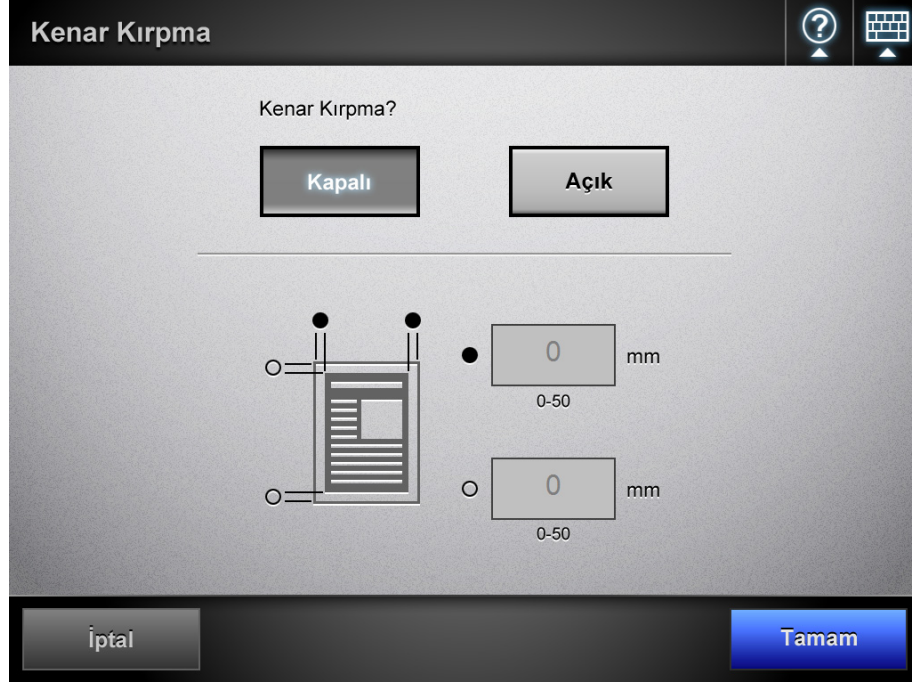 Kenar Kırpma
?
Kenar Kırpma?
Kapalı
Açık
0 mm
0-50
0 mm
0-50
İptal
Tamam